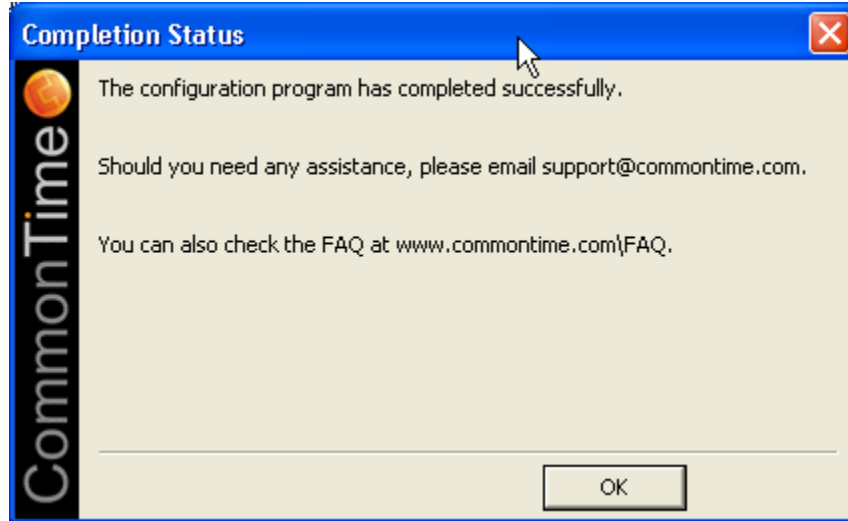 Completion Status
The configuration program has completed successfully.
Should you need any assistance, please email support@commontime.com.
You can also check the FAQ at www.commontime.com\FAQ.
CommonTime
OK